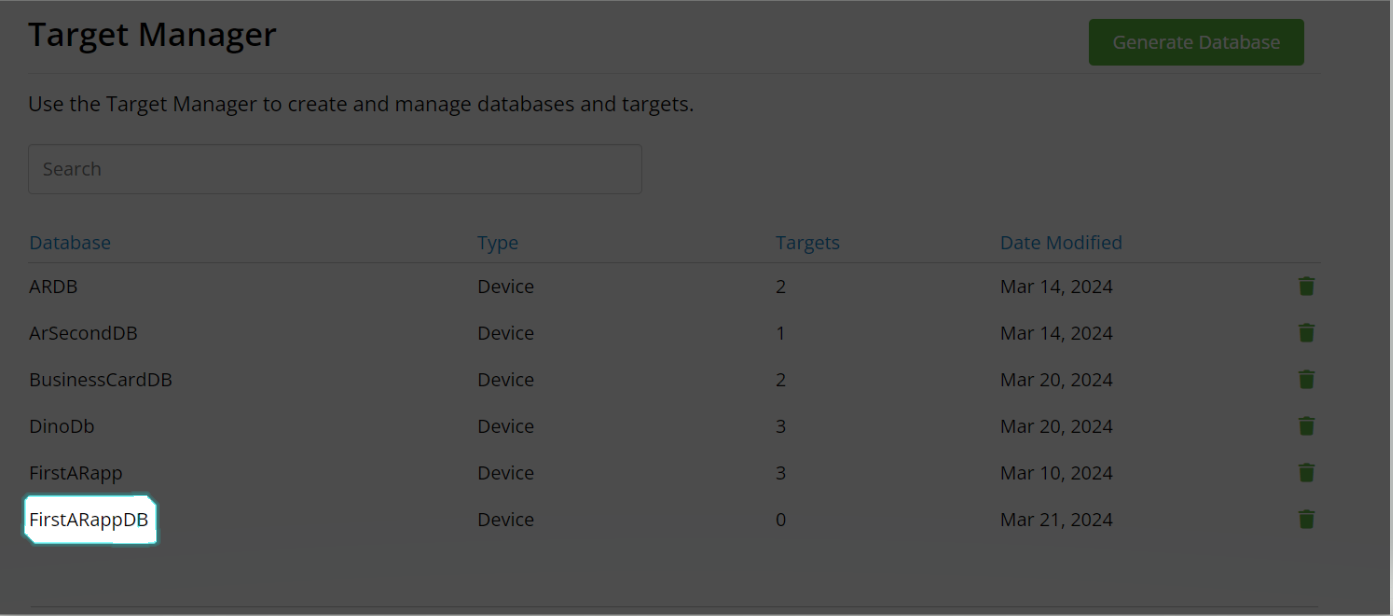 Target Manager
Generate Database
Use the Target Manager to create and manage databases and targets.
Search
Database Type Targets Date Modified
ARDB Device 2 Mar 14, 2024
ArSecondDB Device 1 Mar 14, 2024
BusinessCardDB Device 2 Mar 20, 2024
DinoDb Device 3 Mar 20, 2024
FirstARapp Device 3 Mar 10, 2024
FirstARappDB Device 0 Mar 21, 2024